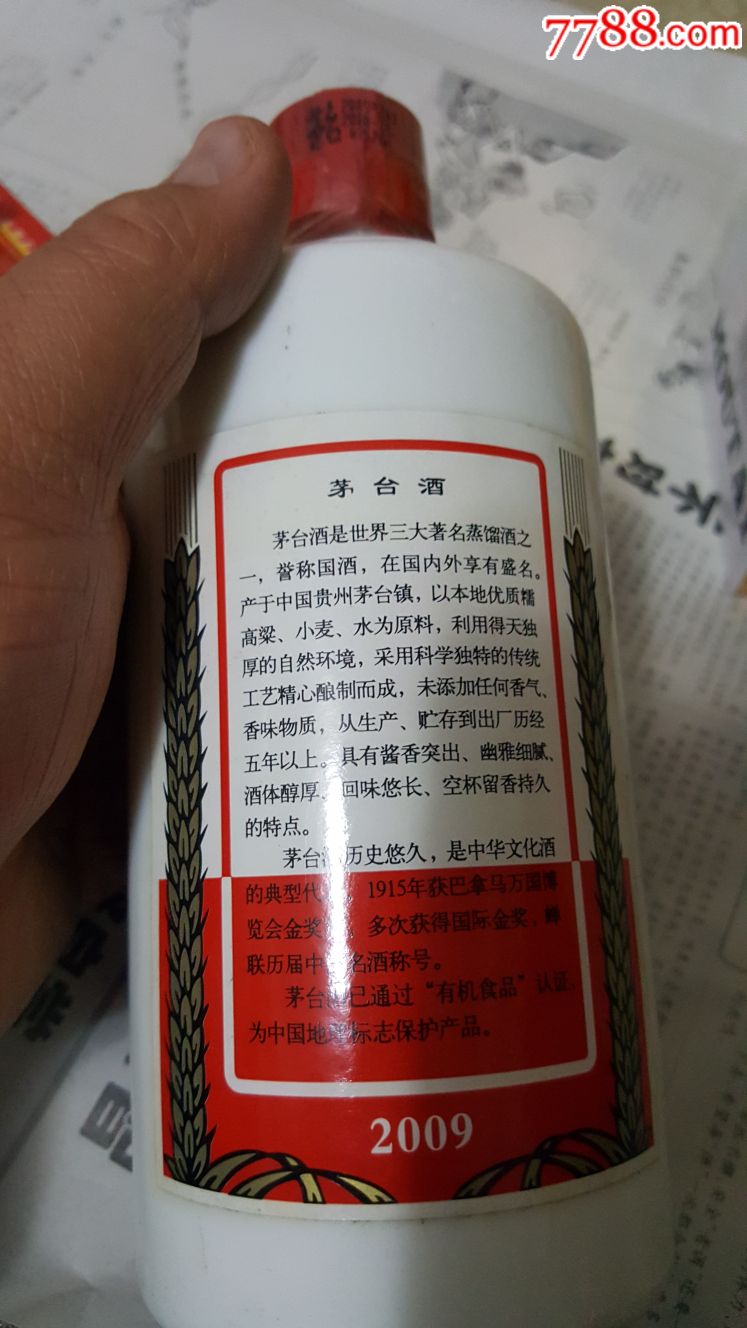 7788.com
茅台酒
茅台酒是世界三大著名蒸馏酒之
一，誉称国酒，在国内外享有盛名。
产于中国贵州茅台镇，以本地优质糯
高粱、小麦、水为原料，利用得天独
厚的自然环境，采用科学独特的传统
工艺精心酿制而成，未添加任何香气、
香味物质，从生产、贮存到出厂历经
五年以上。具有酱香突出、幽雅细腻、
酒体醇厚、回味悠长、空杯留香持久
的特点。
茅台 历史悠久，是中华文化酒
的典型代 1915年获巴拿马万国博
览会金奖 多次获得国际金奖，蝉
联历届中 名酒称号。
茅台 已通过“有机食品”认证，
为中国地理标志保护产品。
2009